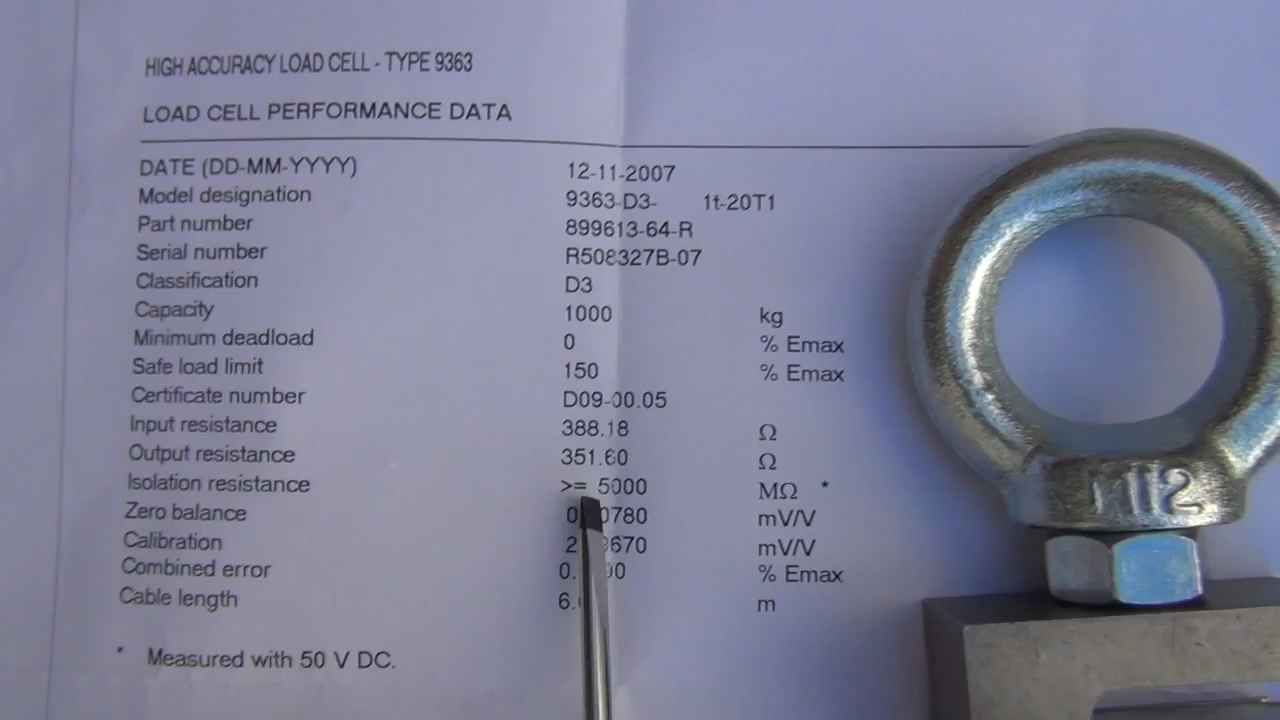 HIGH ACCURACY LOAD CELL - TYPE 9363
LOAD CELL PERFORMANCE DATA
DATE (DD-MM-YYYY) 12-11-2007
Model designation 9363-D3- 1t-20T1
Part number 899613-64-R
Serial number R508327B-07
Classification D3
Capacity 1000 kg
Minimum deadload 0 % Emax
Safe load limit 150 % Emax
Certificate number D09-00.05
Input resistance 388.18 Ω
Output resistance 351.60 Ω
Isolation resistance >= 5000 MΩ *
Zero balance mV/V
Calibration mV/V
Combined error % Emax
Cable length m
* Measured with 50 V DC.
M12